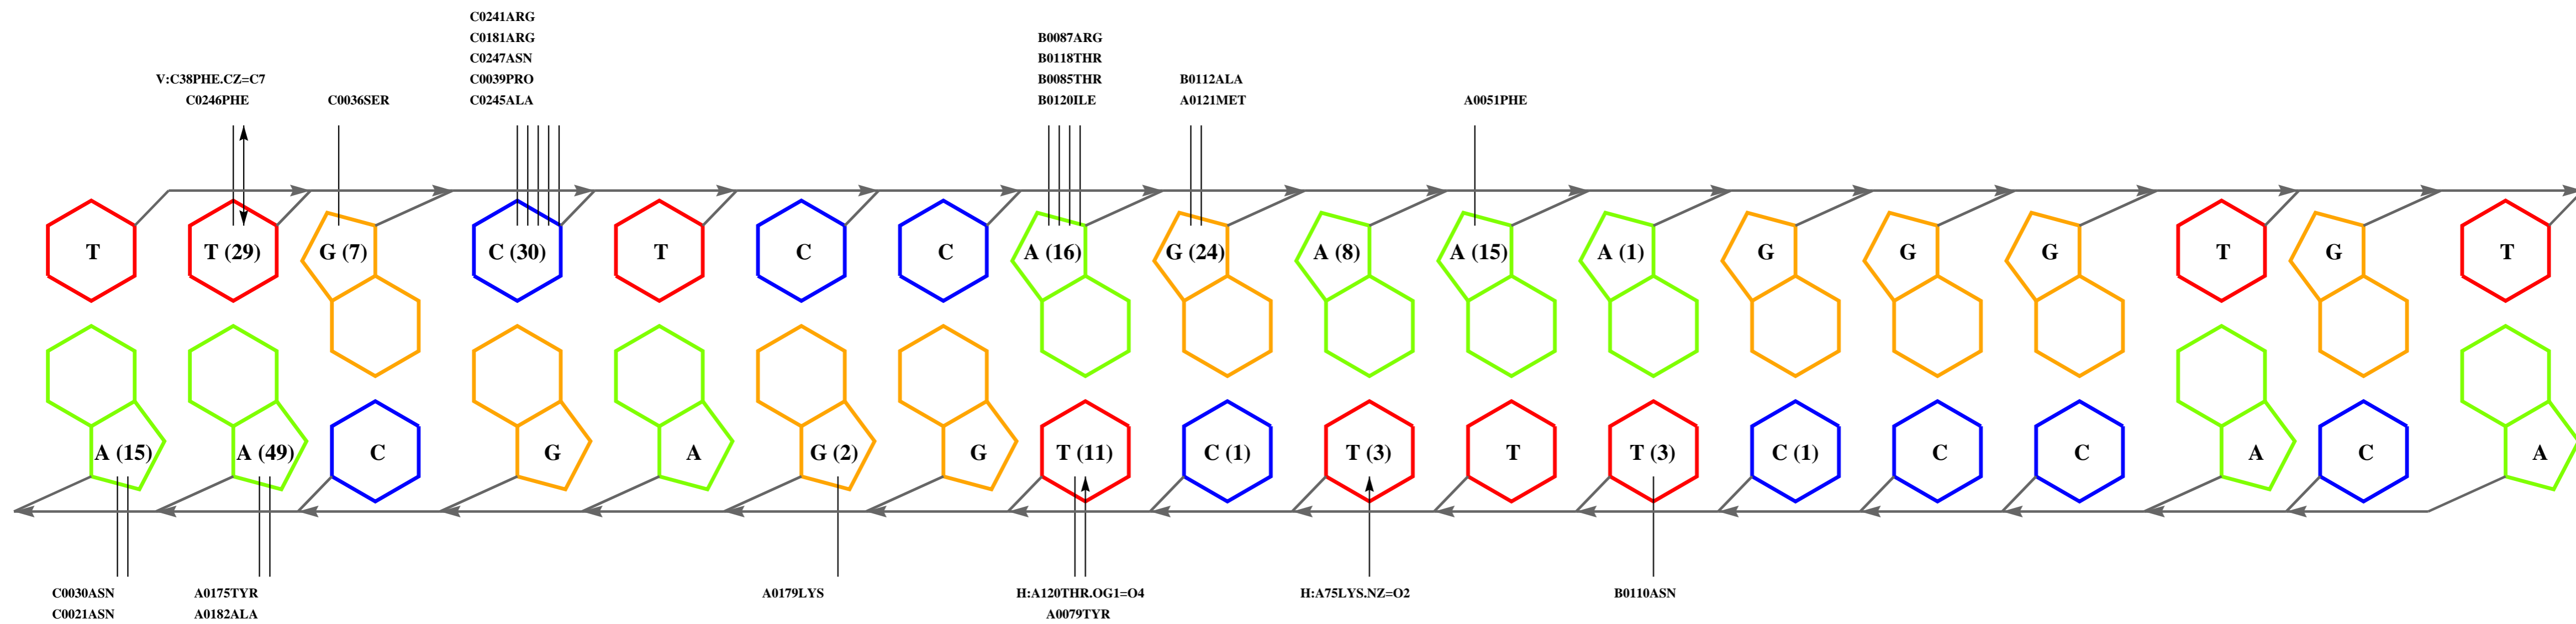 C0241ARG
C0181ARG
C0247ASN
C0039PRO
C0245ALA
B0087ARG
B0118THR
B0085THR
B0120ILE
V:C38PHE.CZ=C7
C0246PHE
C0036SER
B0112ALA
A0121MET
A0051PHE
T T (29) G (7) C (30) T C C A (16) G (24) A (8) A (15) A (1) G G G T G T
A (15) A (49) C G A G (2) G T (11) C (1) T (3) T T (3) C (1) C C A C A
C0030ASN
C0021ASN
A0175TYR
A0182ALA
A0179LYS
H:A120THR.OG1=O4
A0079TYR
H:A75LYS.NZ=O2
B0110ASN